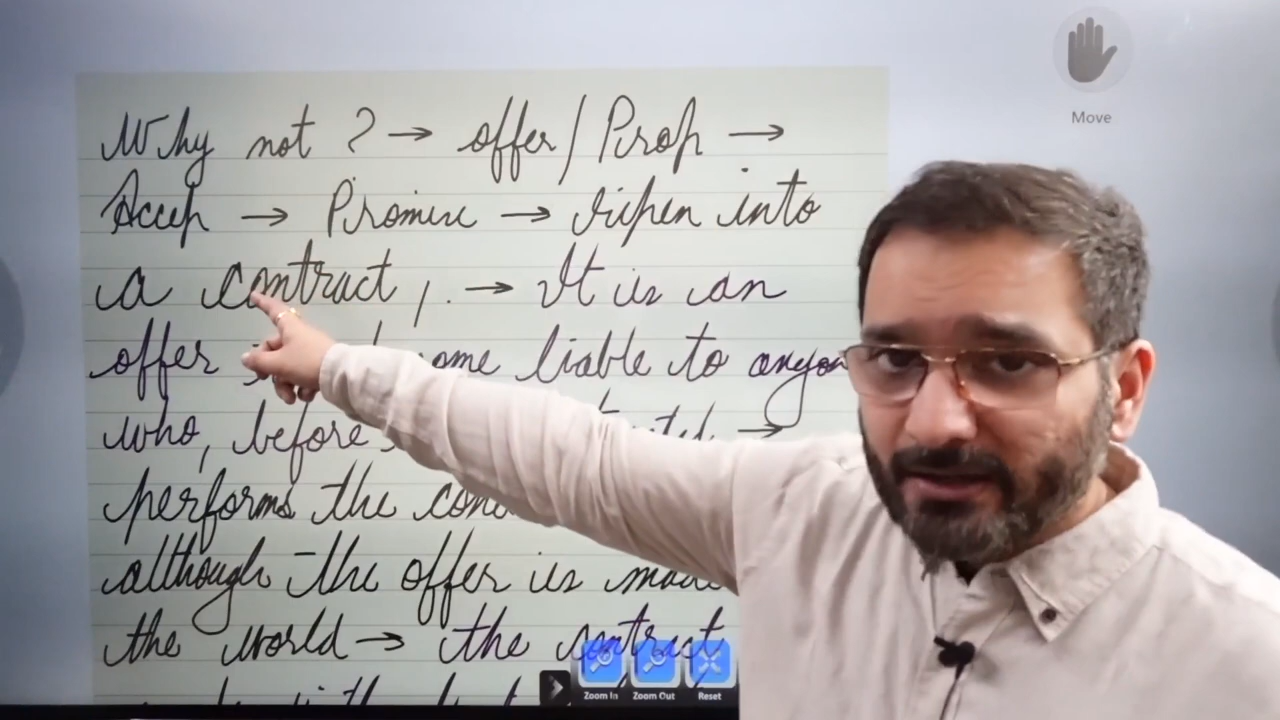 Why not ? → offer / Prop →
Accep → Promise → ripen into
a contract, . → It is an
offer liable to
who, before
performs the
although the offer is
the world → the contract
Move
Zoom In Zoom Out Reset